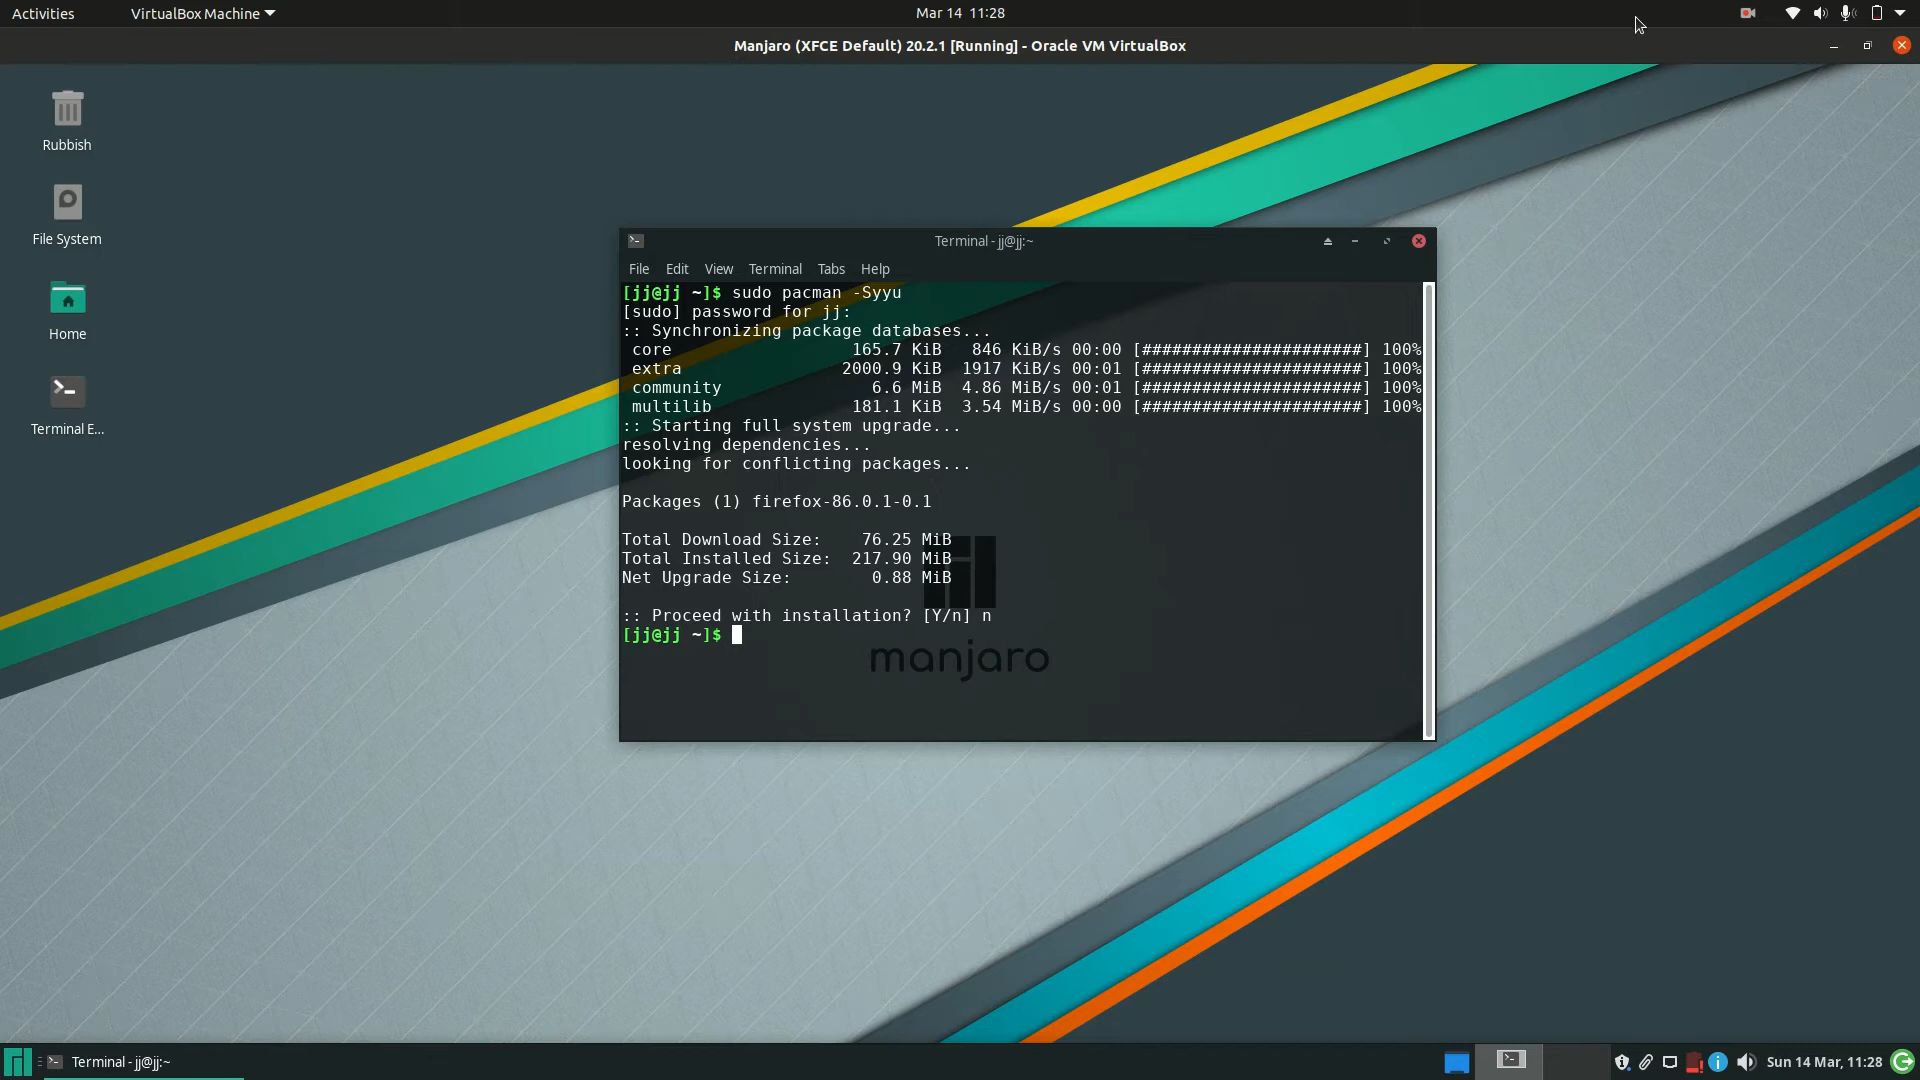 Activities
VirtualBox Machine
Mar 14 11:28
Manjaro (XFCE Default) 20.2.1 [Running] - Oracle VM VirtualBox
Rubbish
File System
Home
Terminal E...
Terminal - jj@jj:~
File Edit View Terminal Tabs Help
[jj@jj ~]$ sudo pacman -Syyu
[sudo] password for jj:
:: Synchronizing package databases...
core 165.7 KiB 846 KiB/s 00:00 [######################] 100%
extra 2000.9 KiB 1917 KiB/s 00:01 [######################] 100%
community 6.6 MiB 4.86 MiB/s 00:01 [######################] 100%
multilib 181.1 KiB 3.54 MiB/s 00:00 [######################] 100%
:: Starting full system upgrade...
resolving dependencies...
looking for conflicting packages...
Packages (1) firefox-86.0.1-0.1
Total Download Size: 76.25 MiB
Total Installed Size: 217.90 MiB
Net Upgrade Size: 0.88 MiB
:: Proceed with installation? [Y/n] n
[jj@jj ~]$
manjaro
Terminal - jj@jj:~
Sun 14 Mar, 11:28